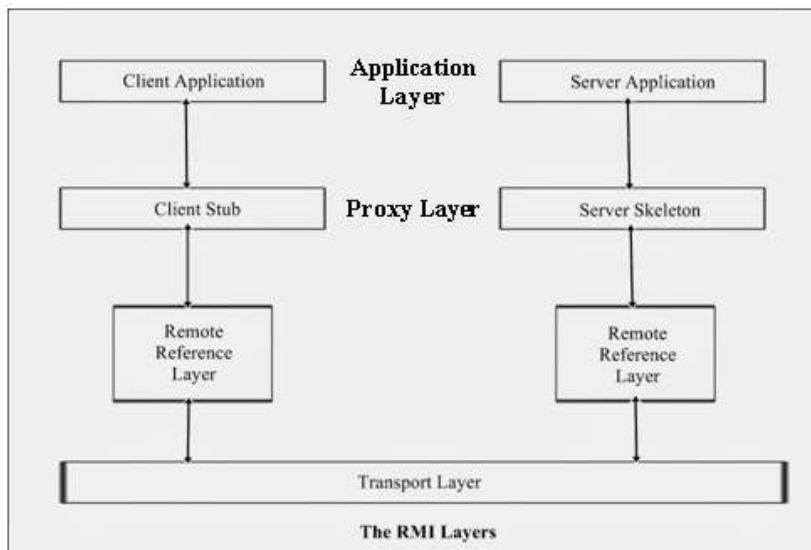 Client Application
Application
Layer
Server Application
Client Stub
Proxy Layer
Server Skeleton
Remote
Reference
Layer
Remote
Reference
Layer
Transport Layer
The RMI Layers